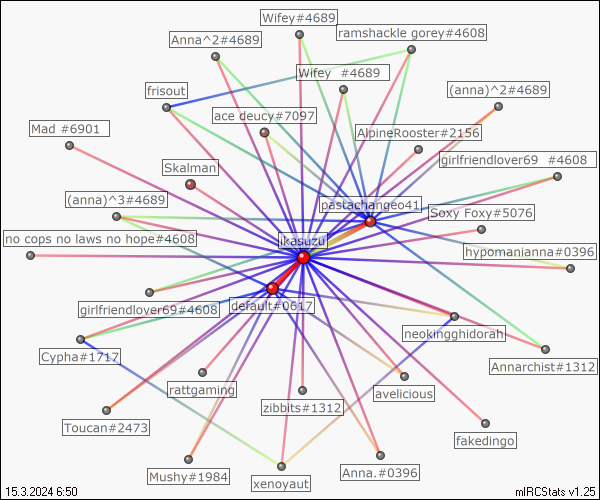 Wifey#4689
ramshackle gorey#4608
Anna^2#4689
Wifey  #4689
frisout
(anna)^2#4689
ace deucy#7097
Mad #6901
AlpineRooster#2156
girlfriendlover69  #4608
Skalman
(anna)^3#4689
pastachangeo41
Soxy Foxy#5076
no cops no laws no hope#4608
ikasuzu
hypomanianna#0396
girlfriendlover69#4608
default#0617
neokingghidorah
Cypha#1717
Annarchist#1312
rattgaming
avelicious
zibbits#1312
Toucan#2473
fakedingo
Mushy#1984
Anna.#0396
xenoyaut
15.3.2024 6:50
mIRCStats v1.25